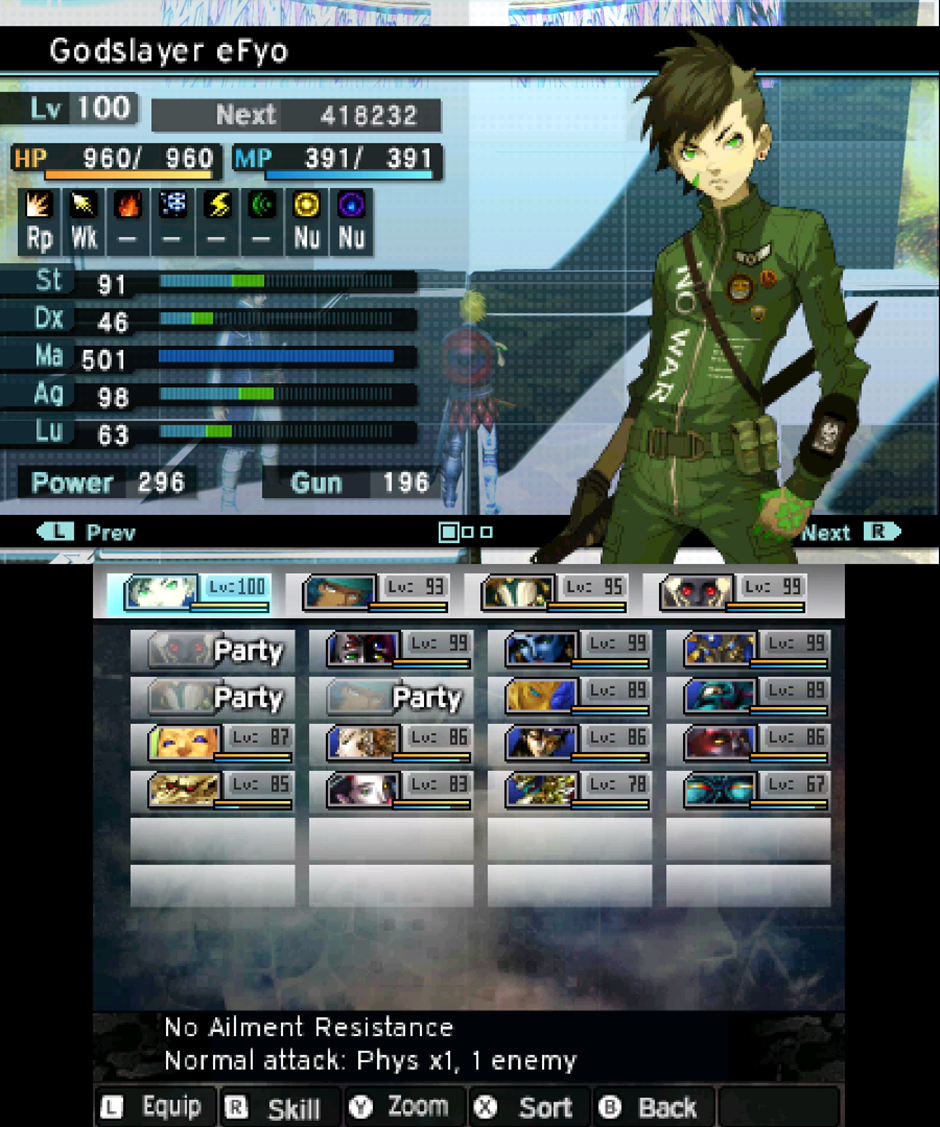 Godslayer eFyo
Lv 100 Next 418232
HP 960/ 960 MP 391/ 391
Rp Wk — — — — Nu Nu
St 91
Dx 46
Ma 501
Ag 98
Lu 63
Power 296 Gun 196
NO WAR
L Prev Next R
Lv:100 Lv: 93 Lv: 95 Lv: 99
Party Lv: 99 Lv: 99 Lv: 99
Party Party Lv: 89 Lv: 89
Lv: 87 Lv: 86 Lv: 86 Lv: 86
Lv: 85 Lv: 83 Lv: 78 Lv: 67
No Ailment Resistance
Normal attack: Phys x1, 1 enemy
L Equip R Skill Y Zoom X Sort B Back